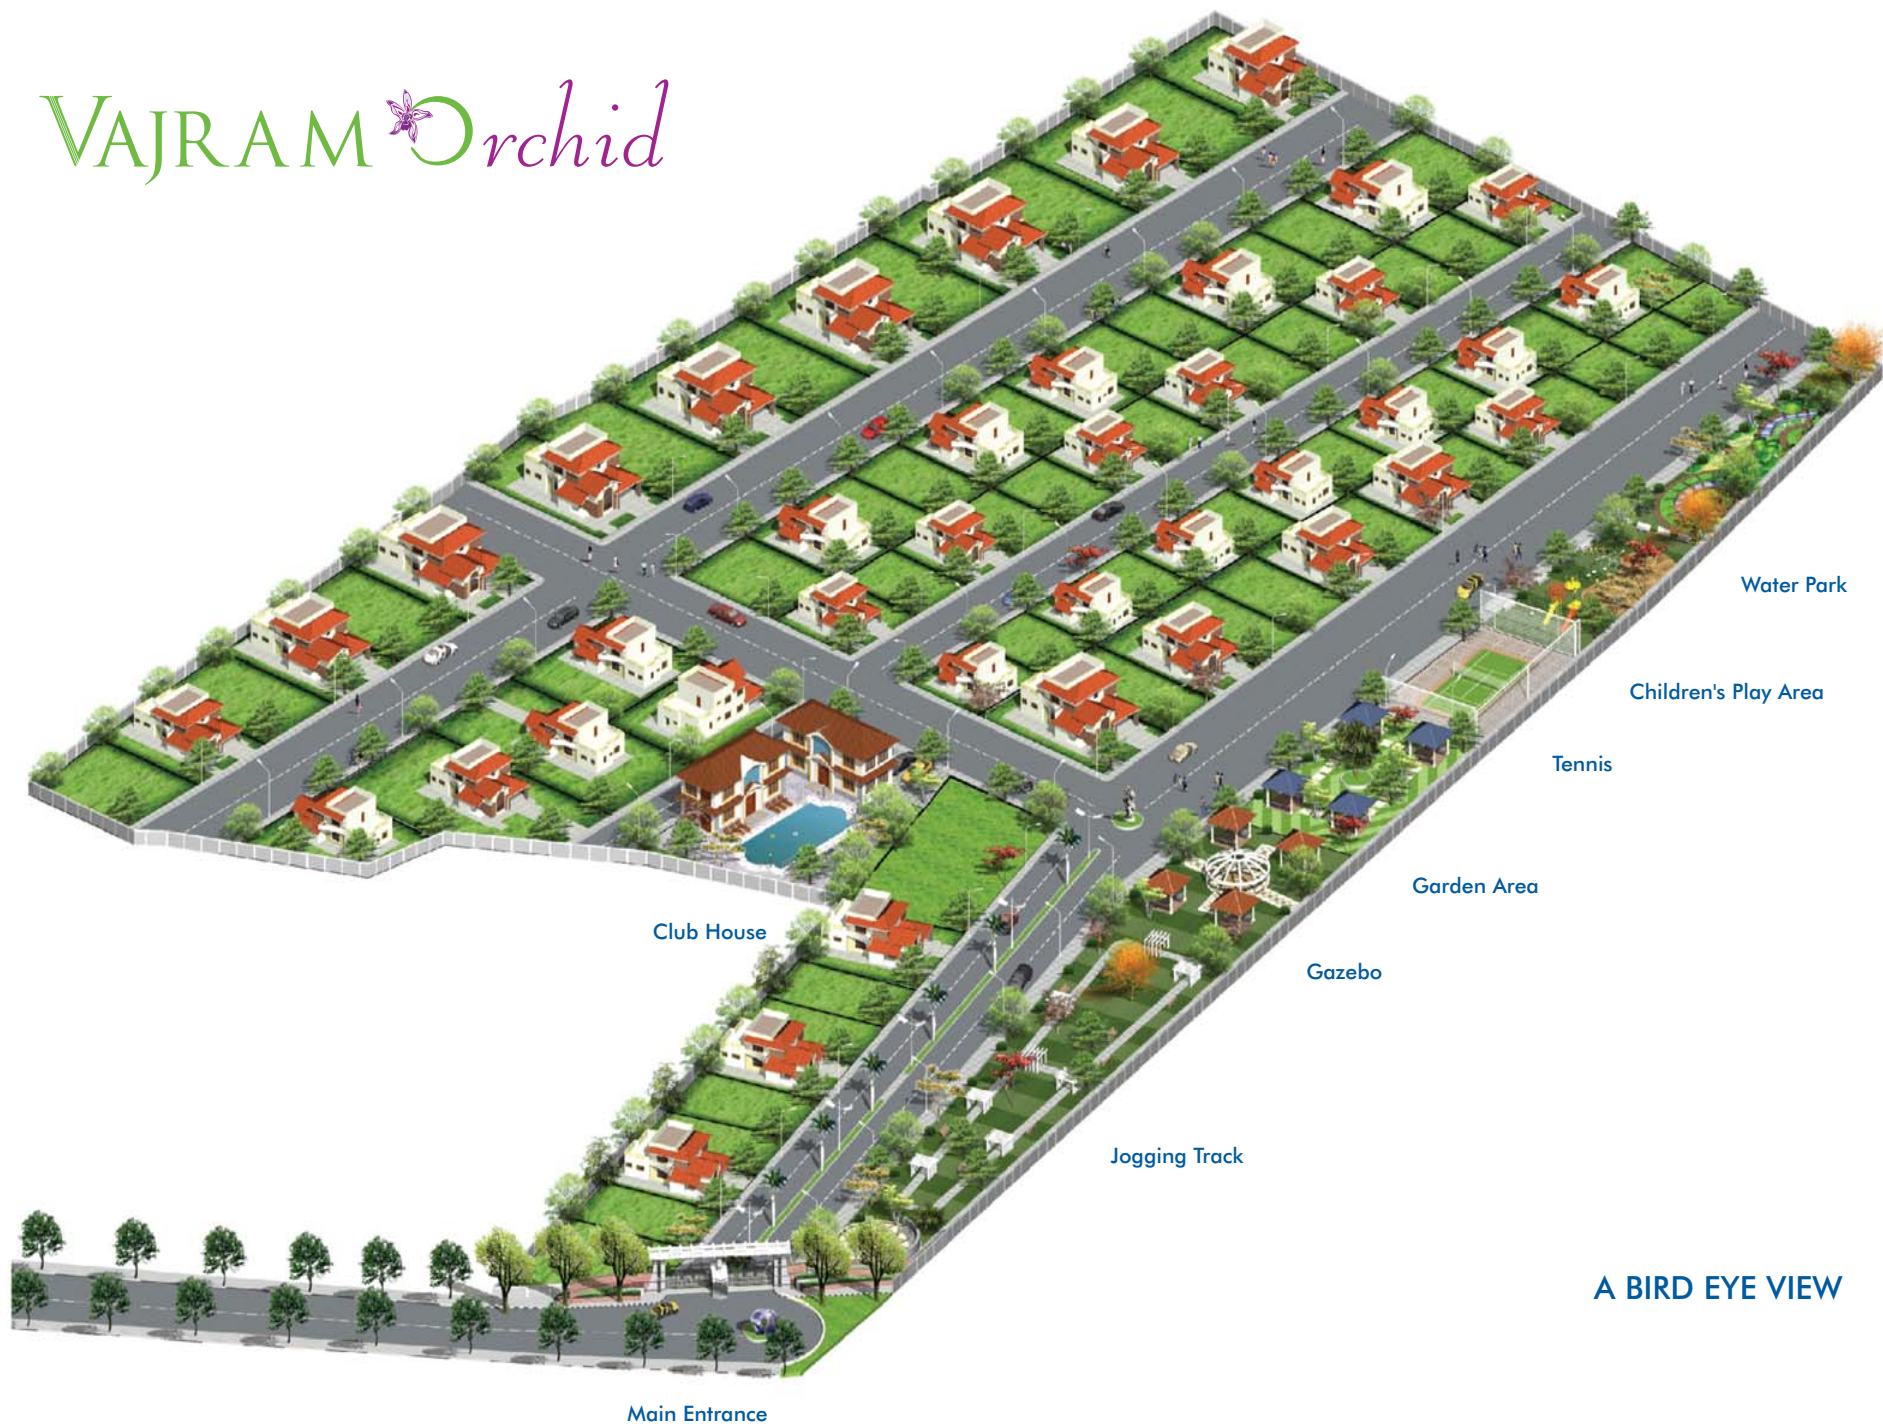 VAJRAM Orchid
Water Park
Children's Play Area
Tennis
Garden Area
Club House
Gazebo
Jogging Track
A BIRD EYE VIEW
Main Entrance